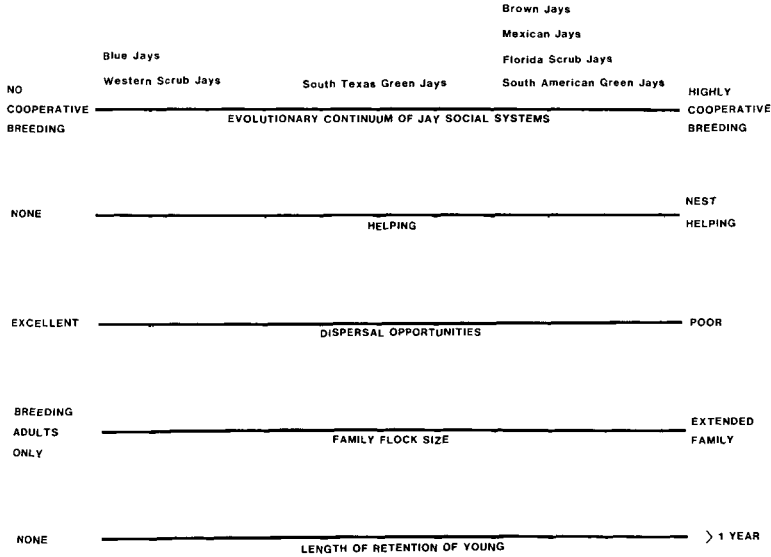 Brown Jays
Mexican Jays
Blue Jays
Florida Scrub Jays
Western Scrub Jays
South Texas Green Jays
South American Green Jays
NO
COOPERATIVE
BREEDING
HIGHLY
COOPERATIVE
BREEDING
EVOLUTIONARY CONTINUUM OF JAY SOCIAL SYSTEMS
NONE
NEST
HELPING
HELPING
EXCELLENT
POOR
DISPERSAL OPPORTUNITIES
BREEDING
ADULTS
ONLY
EXTENDED
FAMILY
FAMILY FLOCK SIZE
NONE
>1 YEAR
LENGTH OF RETENTION OF YOUNG